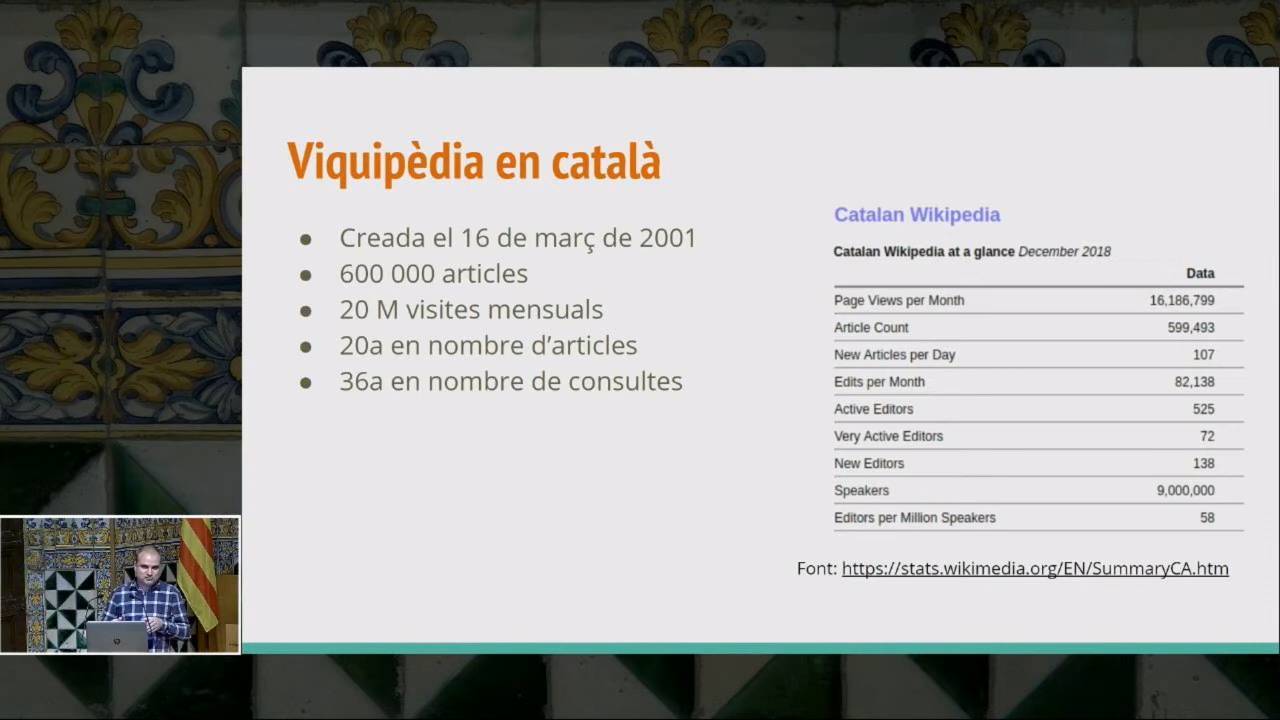 Viquipèdia en català
● Creada el 16 de març de 2001
● 600 000 articles
● 20 M visites mensuals
● 20a en nombre d’articles
● 36a en nombre de consultes
Catalan Wikipedia
Catalan Wikipedia at a glance December 2018
Data
Page Views per Month 16,186,799
Article Count 599,493
New Articles per Day 107
Edits per Month 82,138
Active Editors 525
Very Active Editors 72
New Editors 138
Speakers 9,000,000
Editors per Million Speakers 58
Font: https://stats.wikimedia.org/EN/SummaryCA.htm